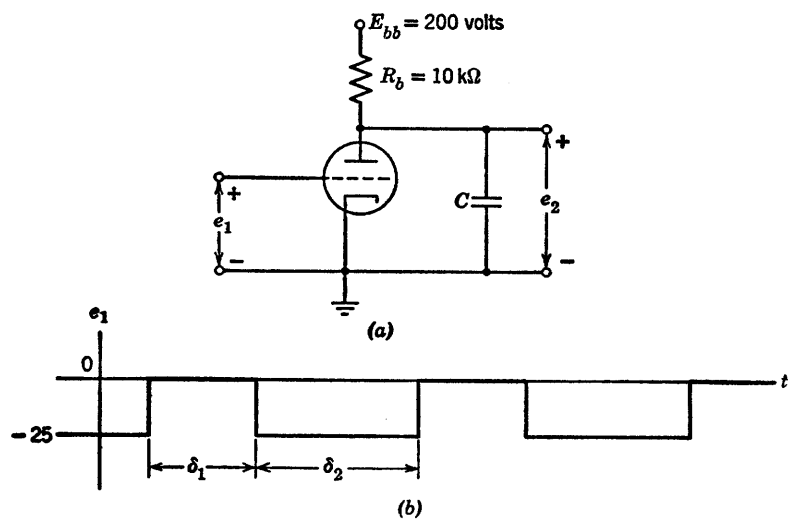 E_bb = 200 volts
R_b = 10 kΩ
+
+
e_1
C
e_2
–
–
(a)
e_1
0
t
– 25
δ_1
δ_2
(b)